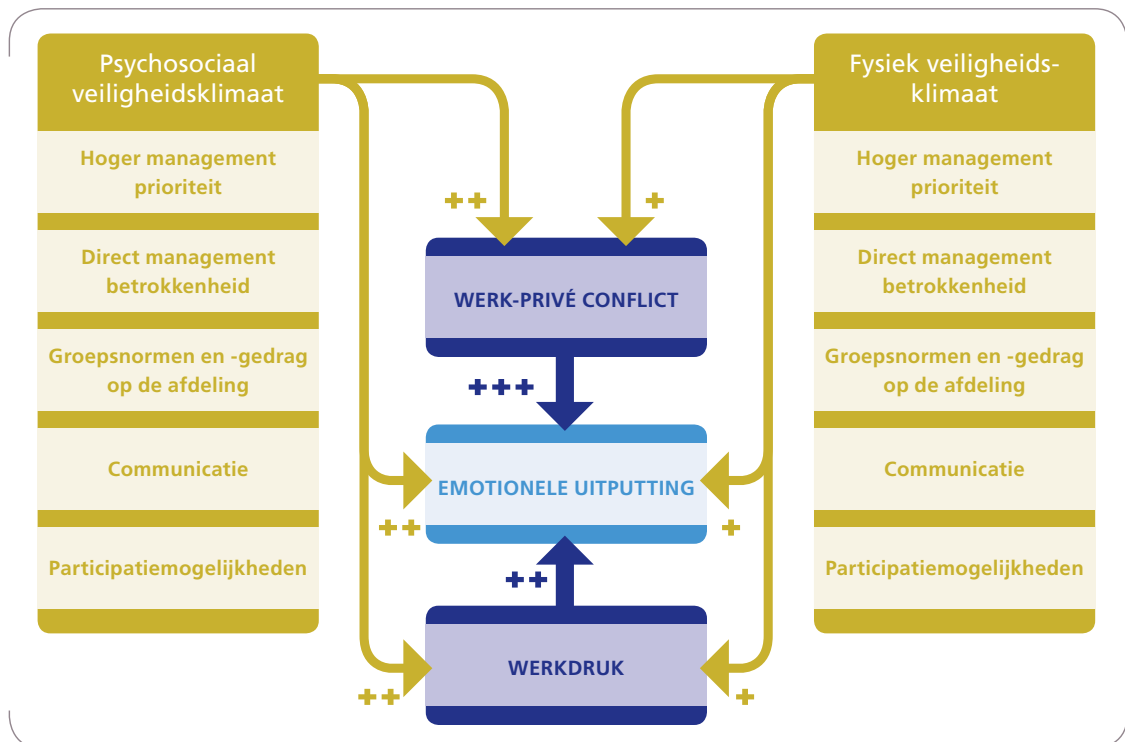 Psychosociaal
veiligheidsklimaat
Hoger management
prioriteit
Direct management
betrokkenheid
Groepsnormen en -gedrag
op de afdeling
Communicatie
Participatiemogelijkheden
++
+
WERK-PRIVÉ CONFLICT
+++
EMOTIONELE UITPUTTING
++
+
++
WERKDRUK
++
+
Fysiek veiligheids-
klimaat
Hoger management
prioriteit
Direct management
betrokkenheid
Groepsnormen en -gedrag
op de afdeling
Communicatie
Participatiemogelijkheden